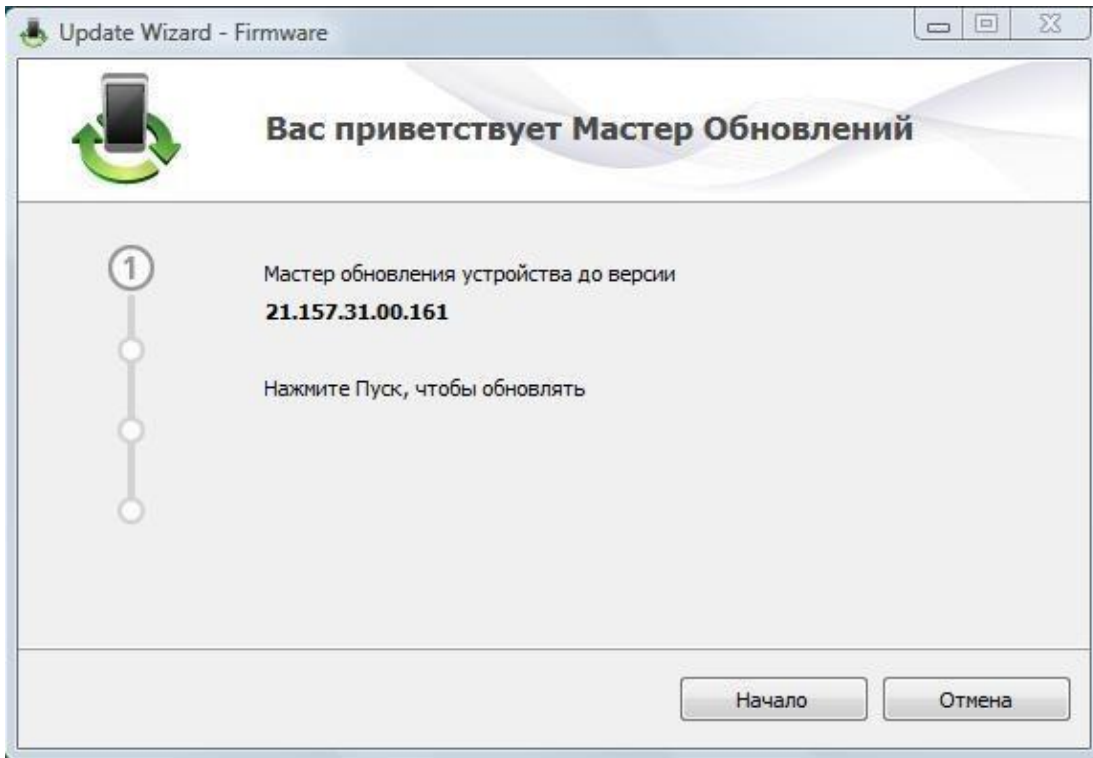 Update Wizard - Firmware
Вас приветствует Мастер Обновлений
1
Мастер обновления устройства до версии
21.157.31.00.161
Нажмите Пуск, чтобы обновлять
Начало
Отмена